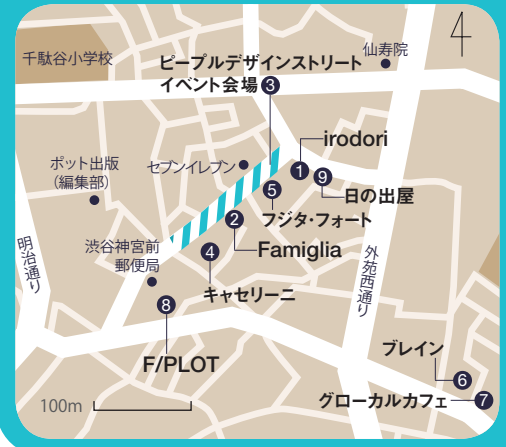 千駄谷小学校
ピープルデザインストリート
イベント会場 3
仙寿院
4
irodori
1
9
日の出屋
セブンイレブン
5
フジタ・フォート
ポット出版
(編集部)
2
Famiglia
明治通り
渋谷神宮前
郵便局
4
キャセリーニ
外苑西通り
8
F/PLOT
ブレイン
6
グローカルカフェ 7
100m